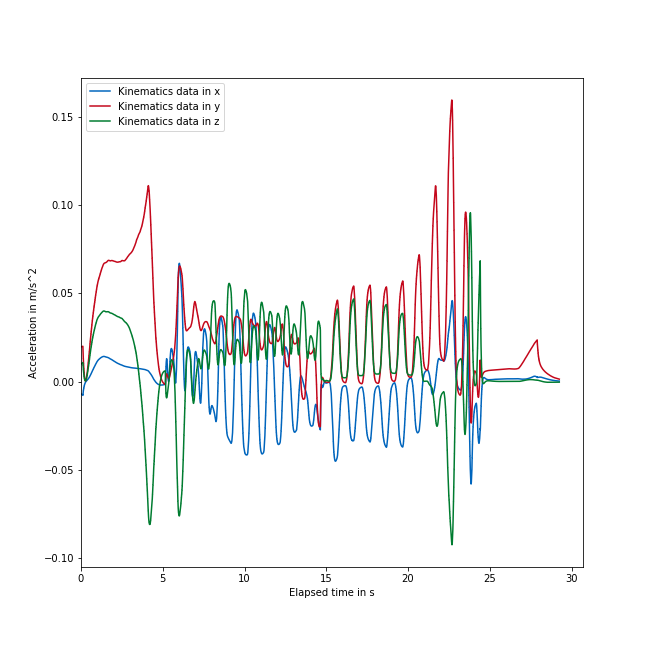 Kinematics data in x
Kinematics data in y
Kinematics data in z
Acceleration in m/s^2
0.15
0.10
0.05
0.00
−0.05
−0.10
0 5 10 15 20 25 30
Elapsed time in s